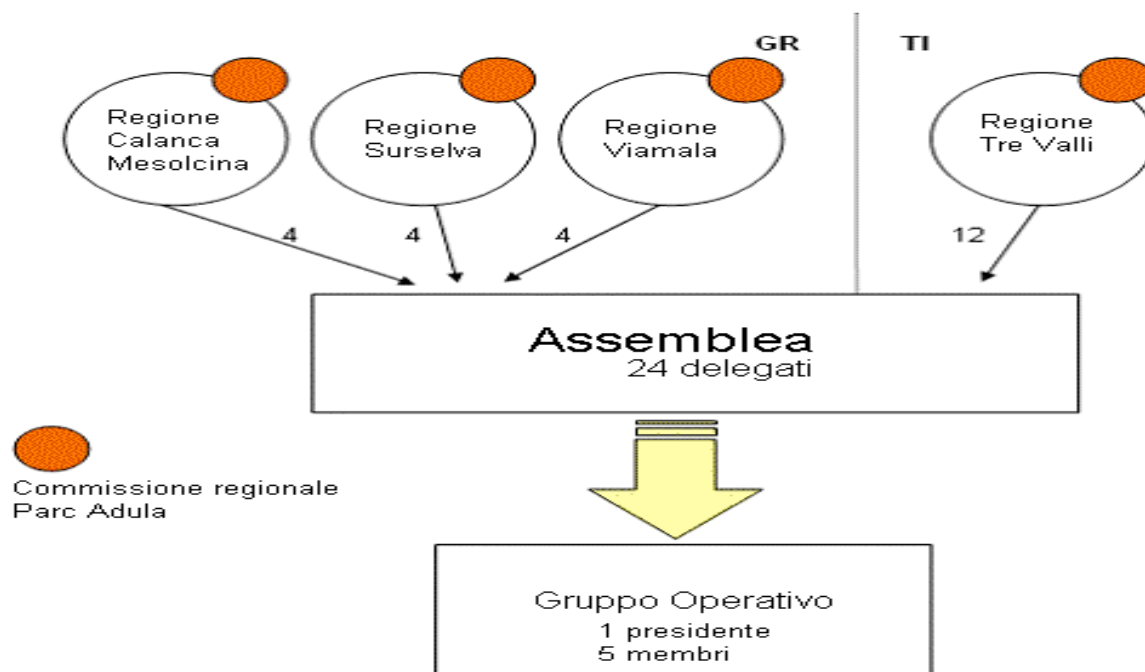 GR TI
Regione
Calanca
Mesolcina
Regione
Surselva
Regione
Viamala
Regione
Tre Valli
4
4
4
12
Assemblea
24 delegati
Commissione regionale
Parc Adula
Gruppo Operativo
1 presidente
5 membri